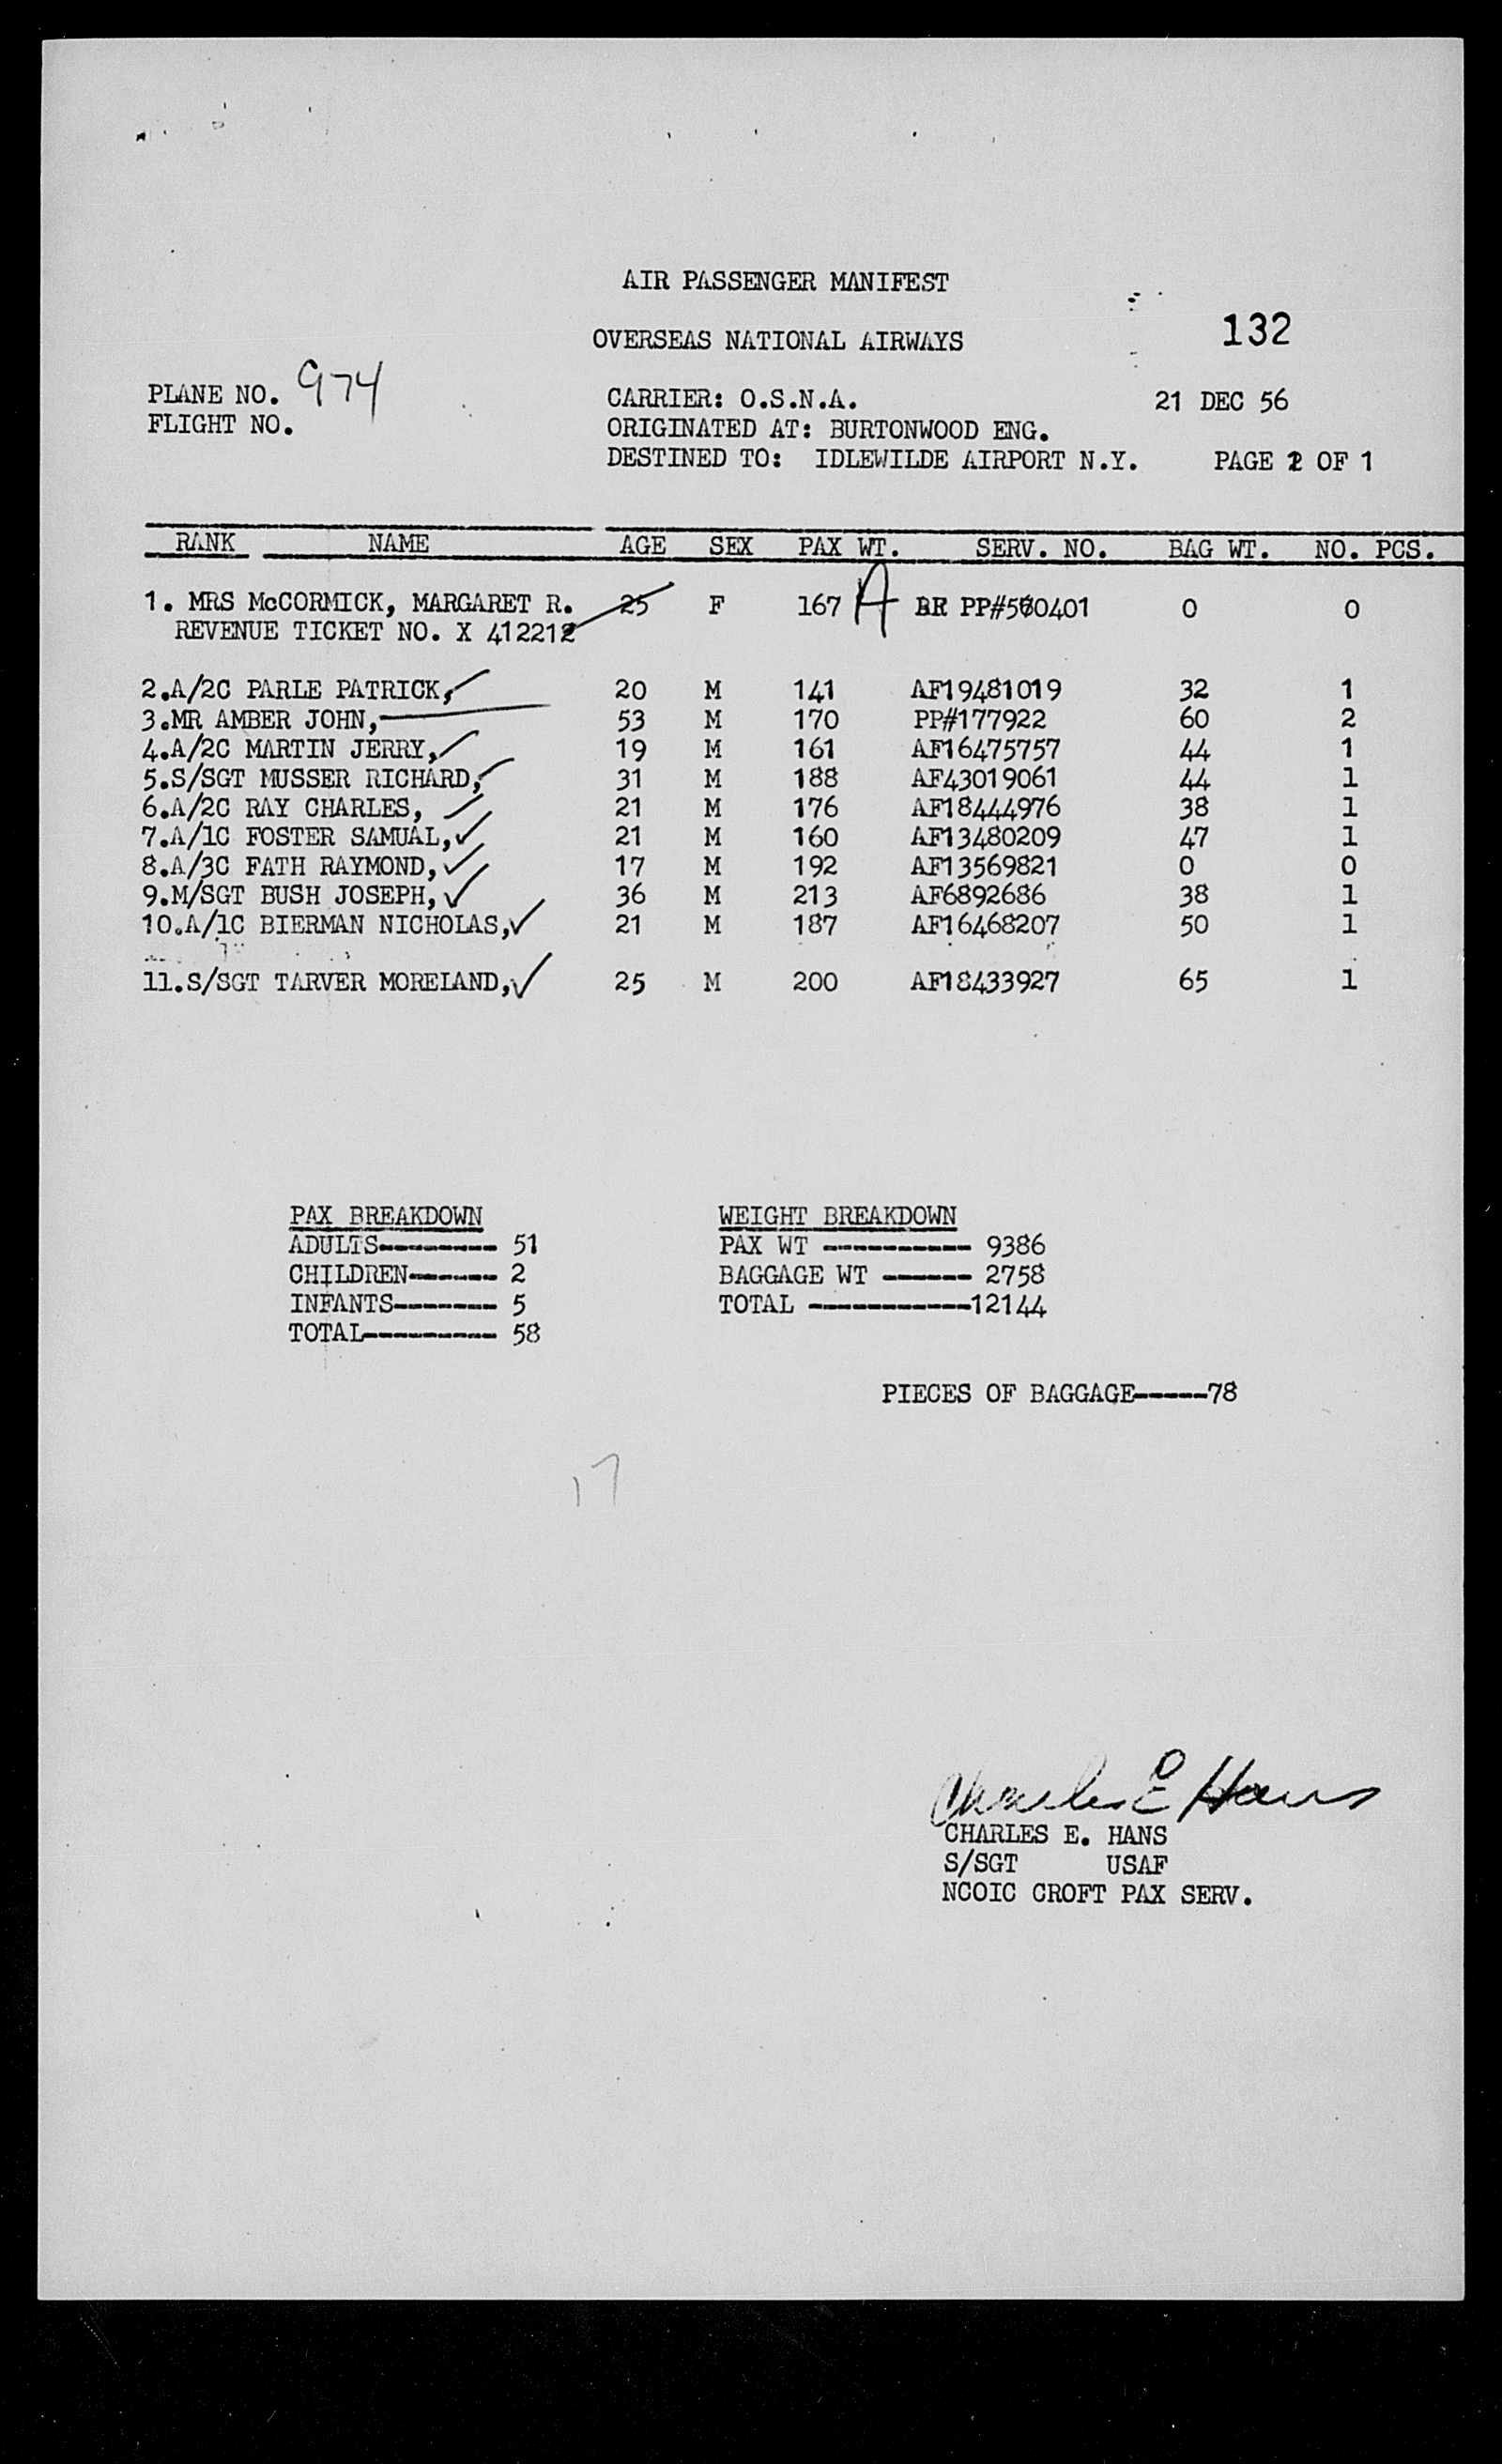 AIR PASSENGER MANIFEST
OVERSEAS NATIONAL AIRWAYS 132
PLANE NO. 974 CARRIER: O.S.N.A. 21 DEC 56
FLIGHT NO. ORIGINATED AT: BURTONWOOD ENG.
DESTINED TO: IDLEWILDE AIRPORT N.Y. PAGE 2 OF 1
RANK NAME AGE SEX PAX WT. SERV. NO. BAG WT. NO. PCS.
1. MRS McCORMICK, MARGARET R. 25 F 167 A BR PP#560401 0 0
REVENUE TICKET NO. X 412212
2.A/2C PARLE PATRICK, 20 M 141 AF19481019 32 1
3.MR AMBER JOHN, 53 M 170 PP#177922 60 2
4.A/2C MARTIN JERRY, 19 M 161 AF16475757 44 1
5.S/SGT MUSSER RICHARD, 31 M 188 AF43019061 44 1
6.A/2C RAY CHARLES, 21 M 176 AF18444976 38 1
7.A/1C FOSTER SAMUAL, 21 M 160 AF13480209 47 1
8.A/3C FATH RAYMOND, 17 M 192 AF13569821 0 0
9.M/SGT BUSH JOSEPH, 36 M 213 AF6892686 38 1
10.A/1C BIERMAN NICHOLAS, 21 M 187 AF16468207 50 1
11.S/SGT TARVER MORELAND, 25 M 200 AF18433927 65 1
PAX BREAKDOWN WEIGHT BREAKDOWN
ADULTS-------- 51 PAX WT ---------- 9386
CHILDREN------ 2 BAGGAGE WT ------ 2758
INFANTS------- 5 TOTAL -----------12144
TOTAL--------- 58
PIECES OF BAGGAGE-----78
17
Charles E Hans
CHARLES E. HANS
S/SGT USAF
NCOIC CROFT PAX SERV.